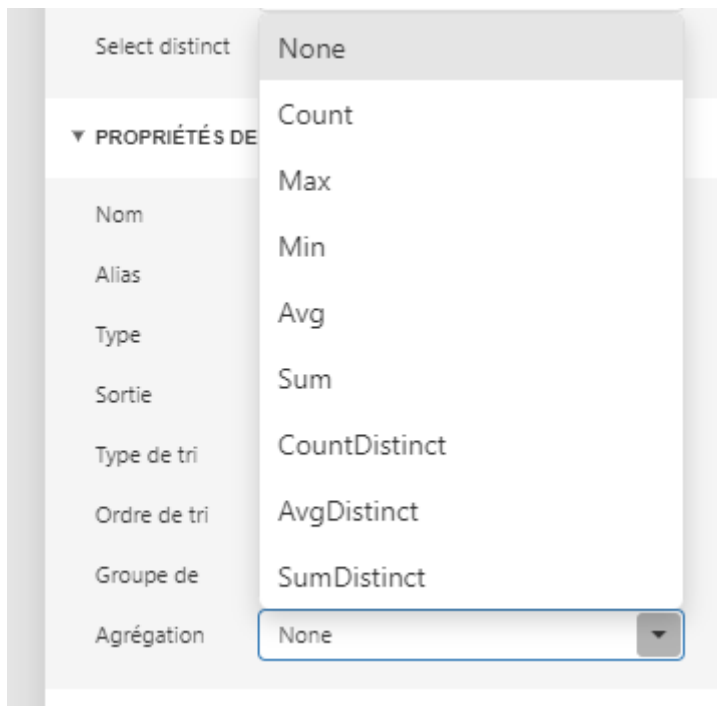 Select distinct
None
Count
▼ PROPRIÉTÉS DE
Max
Nom
Min
Alias
Avg
Type
Sum
Sortie
CountDistinct
Type de tri
AvgDistinct
Ordre de tri
SumDistinct
Groupe de
Agrégation None